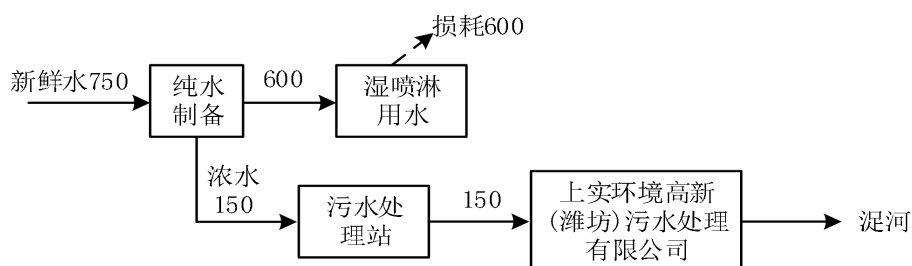 损耗600
新鲜水750
纯水
制备
600
湿喷淋
用水
浓水
150
污水处
理站
150
上实环境高新
(潍坊)污水处理
有限公司
浞河